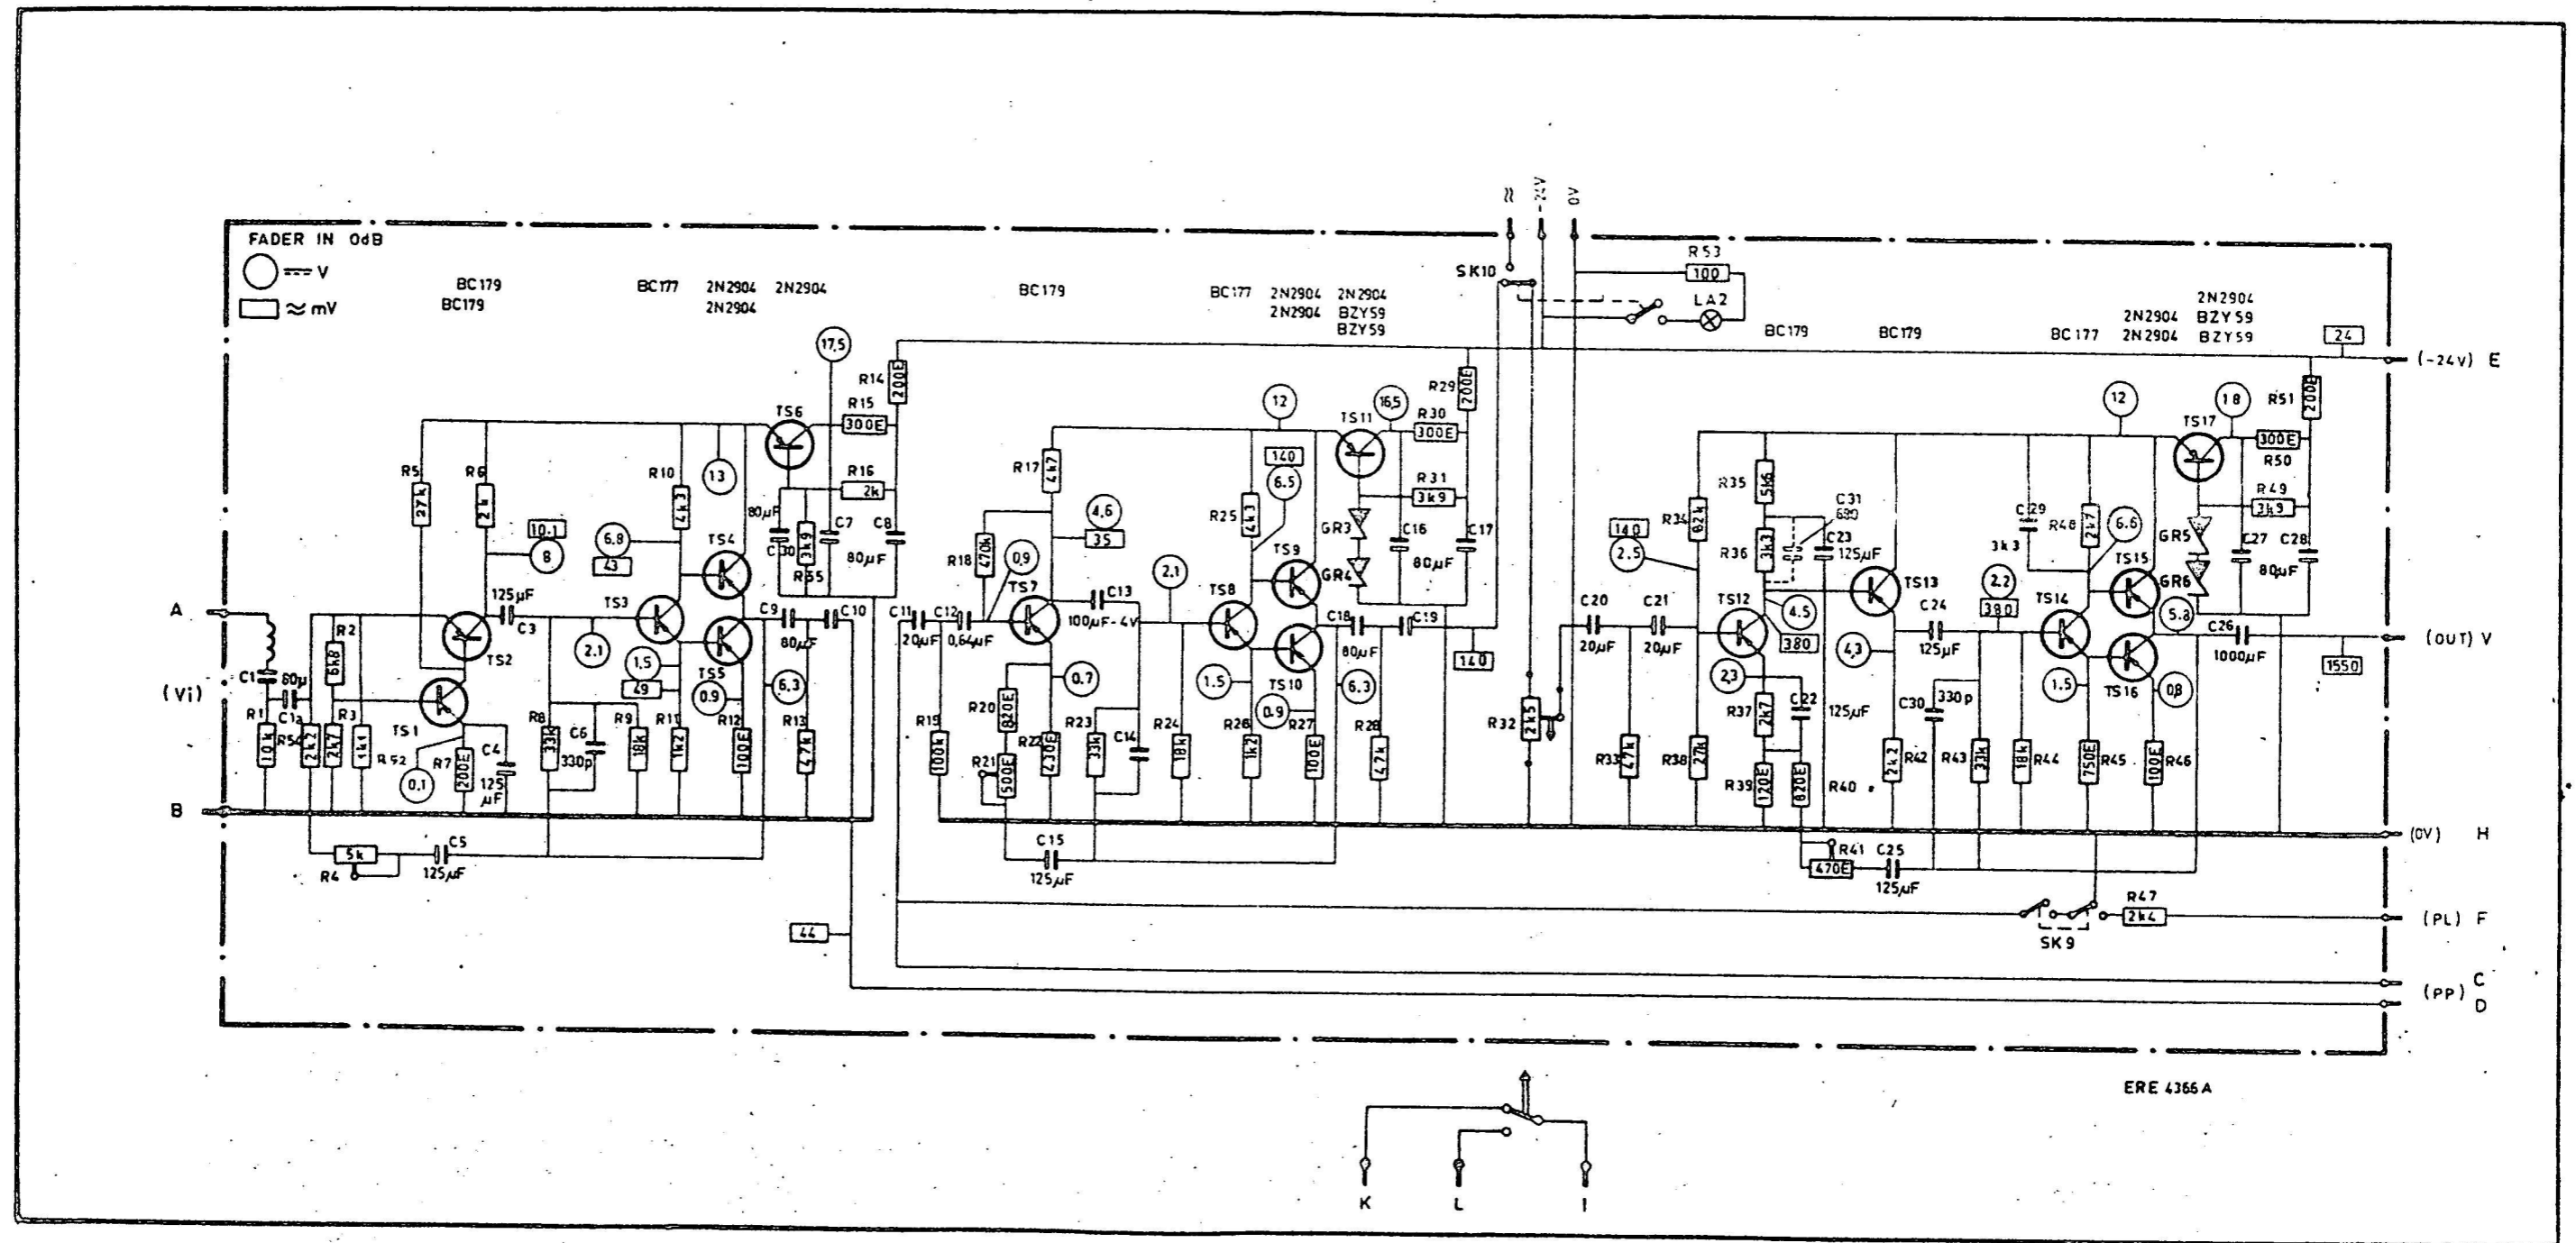 ≈ -24V 0V
FADER IN 0dB
V
≈ mV
BC179
BC179
BC177 2N2904 2N2904
2N2904
BC179
BC177 2N2904 2N2904
2N2904 BZY59
BZY59
SK10
R53
100
LA2
BC179
BC179
2N2904
2N2904 BZY59
BC177 2N2904 BZY59
24
(-24V) E
17,5
R14
200E
R15
300E
TS6
R16
2k
R5
27k
R6
2k
10.1
8
R10
4k3
6.8
43
13
TS4
80µF
3k9
C7
C8
80µF
A
C1
80µ
C1a
(Vi)
R2
6k8
TS2
125µF
C3
2.1
TS3
TS5
1,5
49
0.9
C9
80µF
C10
6,3
R1
10k
R54
2k2
R3
2k7
1k1
R52
TS1
0,1
R7
200E
C4
125
µF
R8
33k
C6
330p
R9
18k
R11
1k2
R12
100E
R13
4.7k
B
5k
R4
C5
125µF
44
R17
4k7
R18
470k
0,9
4.6
35
TS7
C11
20µF
C12
0,64µF
C13
100µF-4V
2.1
0.7
R19
100k
R20
820E
R21
500E
R22
430E
R23
33k
C14
R24
18k
C15
125µF
12
140
6.5
R25
4k3
TS8
TS9
TS10
1.5
0.9
R26
1k2
R27
100E
6.3
R28
4.7k
TS11
16,5
R29
200E
R30
300E
R31
3k9
GR3
GR4
C16
C17
80µF
C18
80µF
C19
140
R32
2k5
C20
20µF
C21
20µF
R33
47k
R34
82k
140
2.5
R38
27k
R35
5k6
R36
3k3
C31
680
C23
125µF
TS12
4.5
380
2,3
R37
2k7
C22
125µF
R39
120E
820E
R40
R41
470E
C25
125µF
TS13
4,3
2k2
R42
C24
125µF
2.2
380
C30
330p
R43
33k
18k
R44
C29
3k3
R48
2k7
12
6.6
TS14
TS15
TS16
1.5
750E
R45
0,8
100E
R46
5.8
TS17
18
R51
200E
300E
R50
R49
3k9
GR5
GR6
C27
C28
80µF
C26
1000µF
1550
(OUT) V
(0V) H
SK9
R47
2k4
(PL) F
(PP) C
D
ERE 4366A
K L I